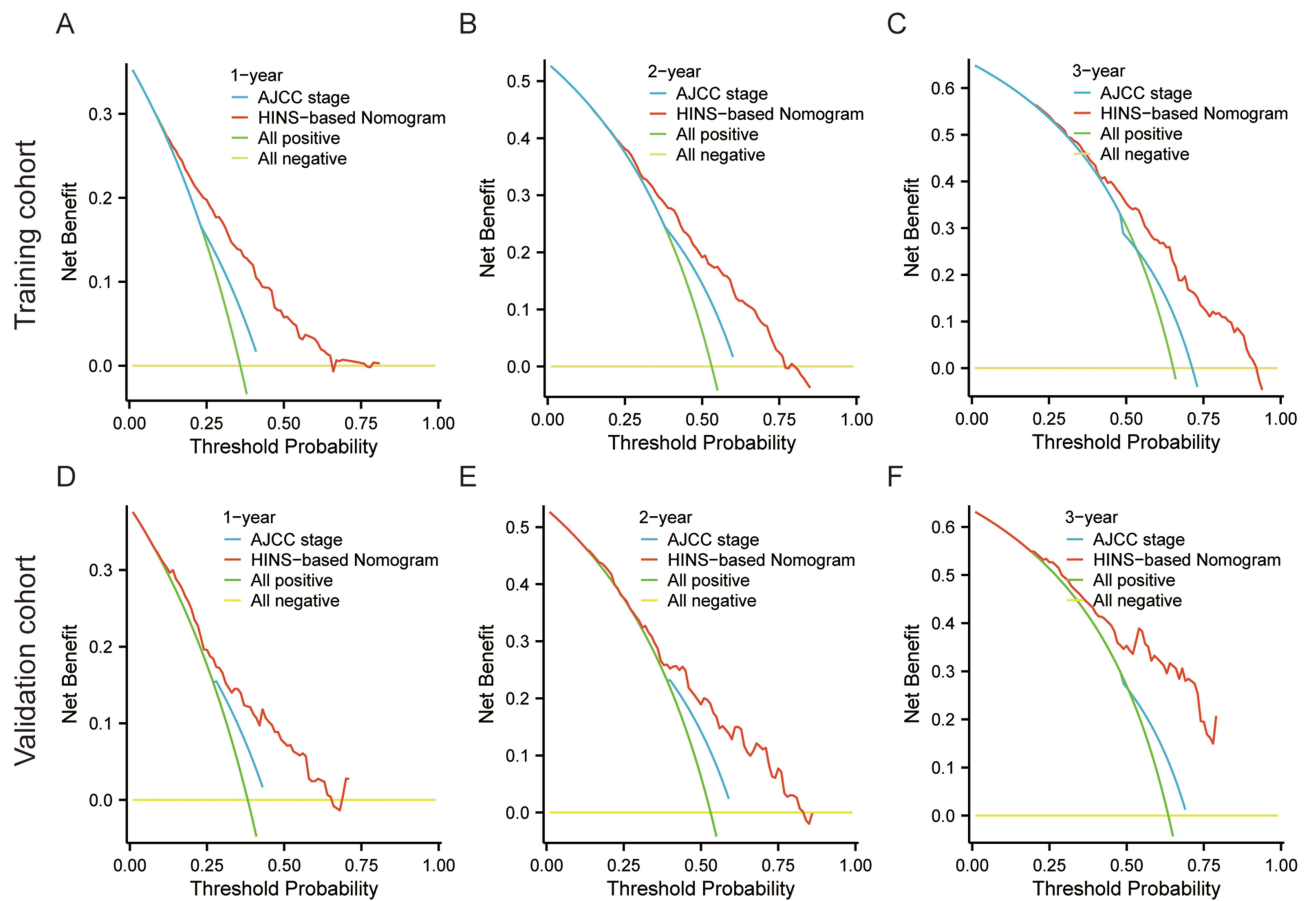 A
B
C
Training cohort
Net Benefit
0.3
0.2
0.1
0.0
1−year
AJCC stage
HINS−based Nomogram
All positive
All negative
0.00 0.25 0.50 0.75 1.00
Threshold Probability
Net Benefit
0.5
0.4
0.3
0.2
0.1
0.0
2−year
AJCC stage
HINS−based Nomogram
All positive
All negative
0.00 0.25 0.50 0.75 1.00
Threshold Probability
Net Benefit
0.6
0.5
0.4
0.3
0.2
0.1
0.0
3−year
AJCC stage
HINS−based Nomogram
All positive
All negative
0.00 0.25 0.50 0.75 1.00
Threshold Probability
D
E
F
Validation cohort
Net Benefit
0.3
0.2
0.1
0.0
1−year
AJCC stage
HINS−based Nomogram
All positive
All negative
0.00 0.25 0.50 0.75 1.00
Threshold Probability
Net Benefit
0.5
0.4
0.3
0.2
0.1
0.0
2−year
AJCC stage
HINS−based Nomogram
All positive
All negative
0.00 0.25 0.50 0.75 1.00
Threshold Probability
Net Benefit
0.6
0.5
0.4
0.3
0.2
0.1
0.0
3−year
AJCC stage
HINS−based Nomogram
All positive
All negative
0.00 0.25 0.50 0.75 1.00
Threshold Probability